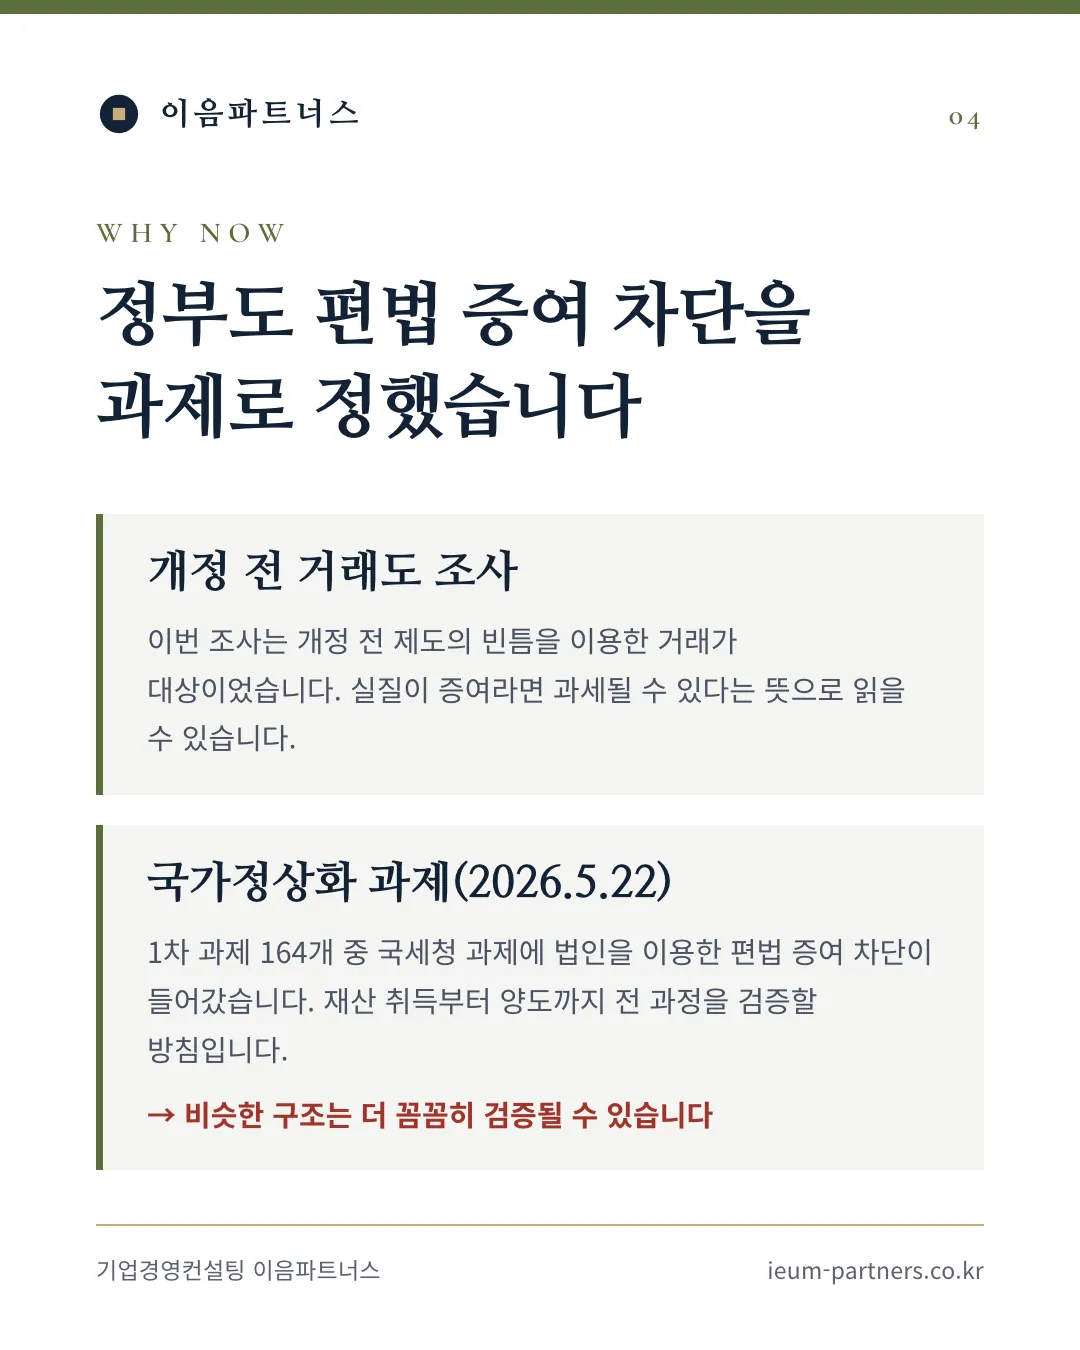 이음파트너스
04
WHY NOW
정부도 편법 증여 차단을
과제로 정했습니다
개정 전 거래도 조사
이번 조사는 개정 전 제도의 빈틈을 이용한 거래가
대상이었습니다. 실질이 증여라면 과세될 수 있다는 뜻으로 읽을
수 있습니다.
국가정상화 과제(2026.5.22)
1차 과제 164개 중 국세청 과제에 법인을 이용한 편법 증여 차단이
들어갔습니다. 재산 취득부터 양도까지 전 과정을 검증할
방침입니다.
→ 비슷한 구조는 더 꼼꼼히 검증될 수 있습니다
기업경영컨설팅 이음파트너스
ieum-partners.co.kr